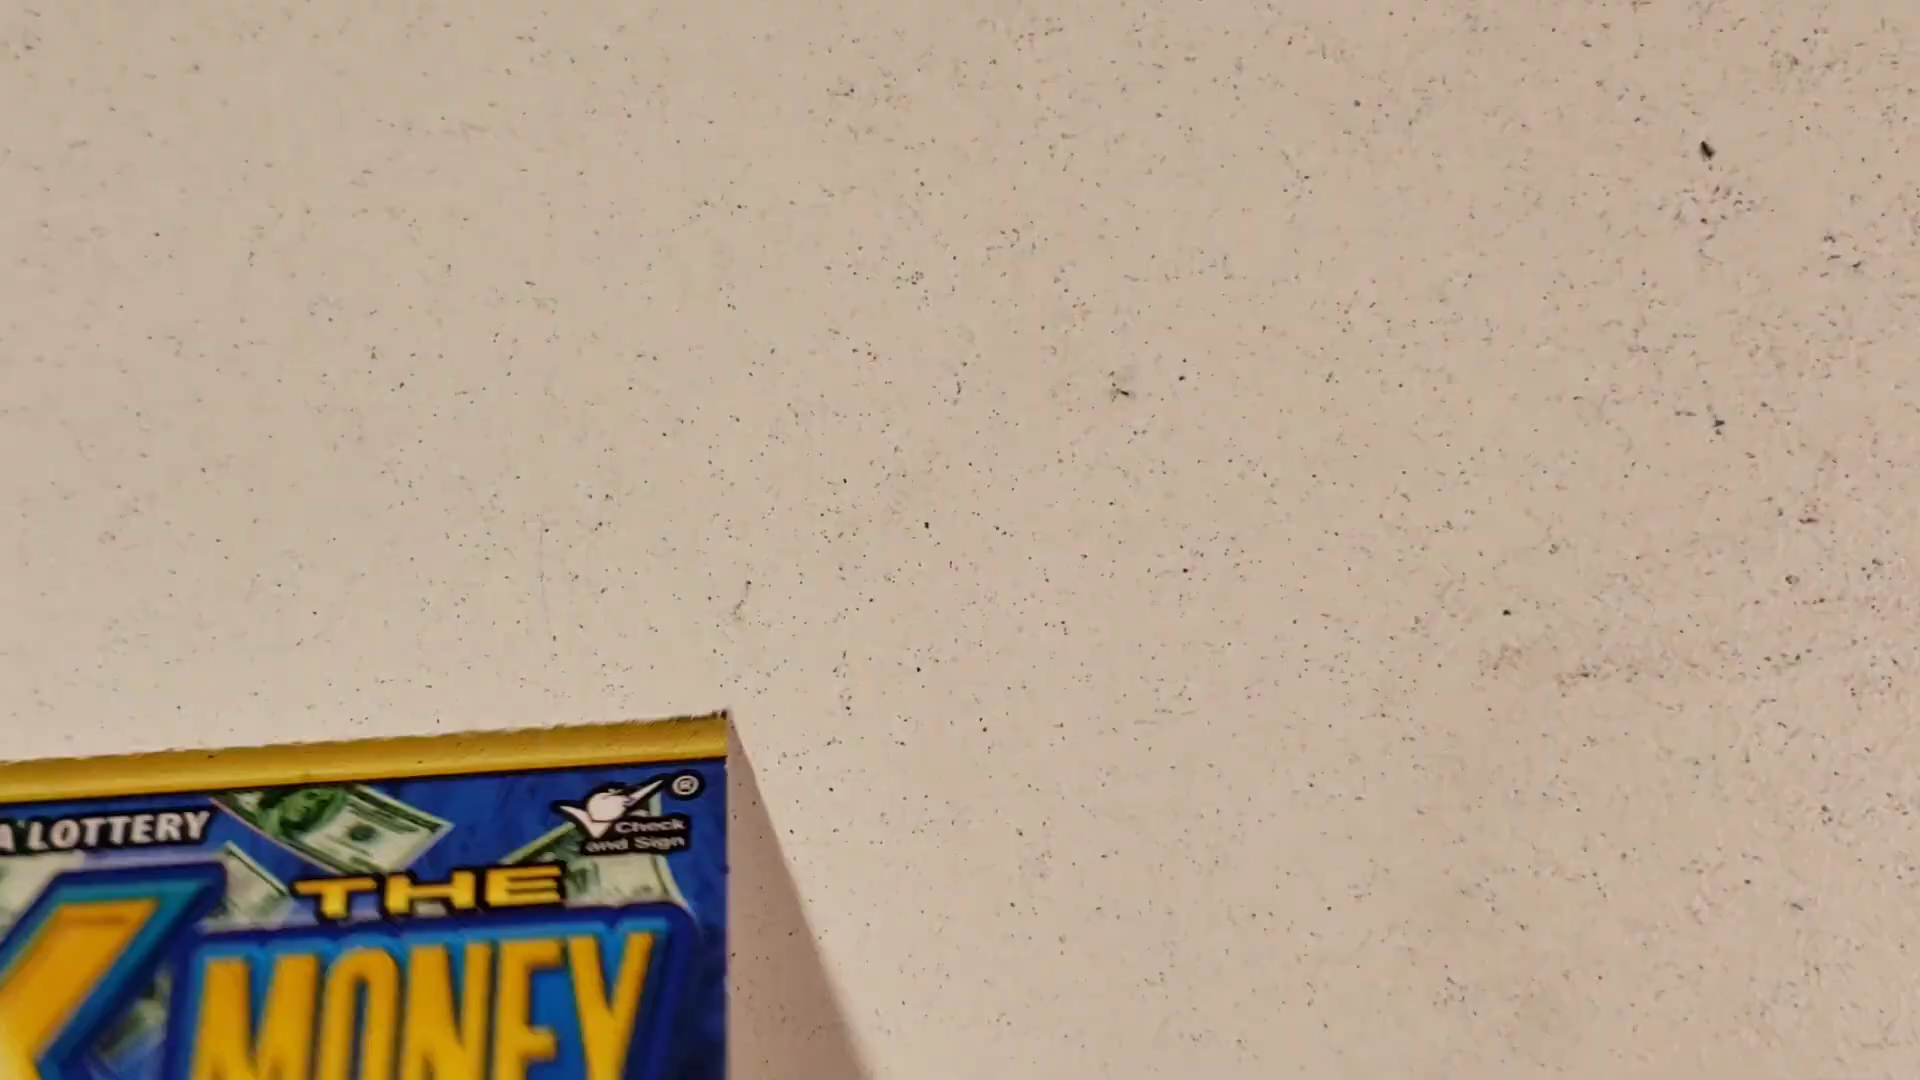 A LOTTERY
®
Check
and Sign
THE
X MONEY